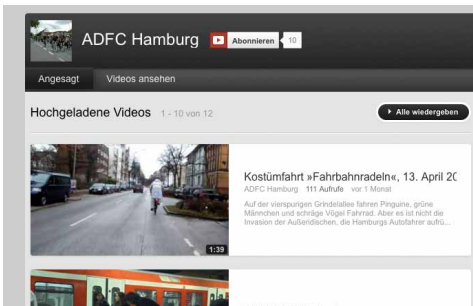 ADFC Hamburg Abonnieren 10
Angesagt Videos ansehen
Hochgeladene Videos 1 - 10 von 12 Alle wiedergeben
Kostümfahrt »Fahrbahnradeln«, 13. April 20
ADFC Hamburg 111 Aufrufe vor 1 Monat
Auf der vierspurigen Grindelallee fahren Pinguine, grüne
Männchen und schräge Vögel Fahrrad. Aber es ist nicht die
Invasion der Außerdischen, die Hamburgs Autofahrer aufrü...
1:39